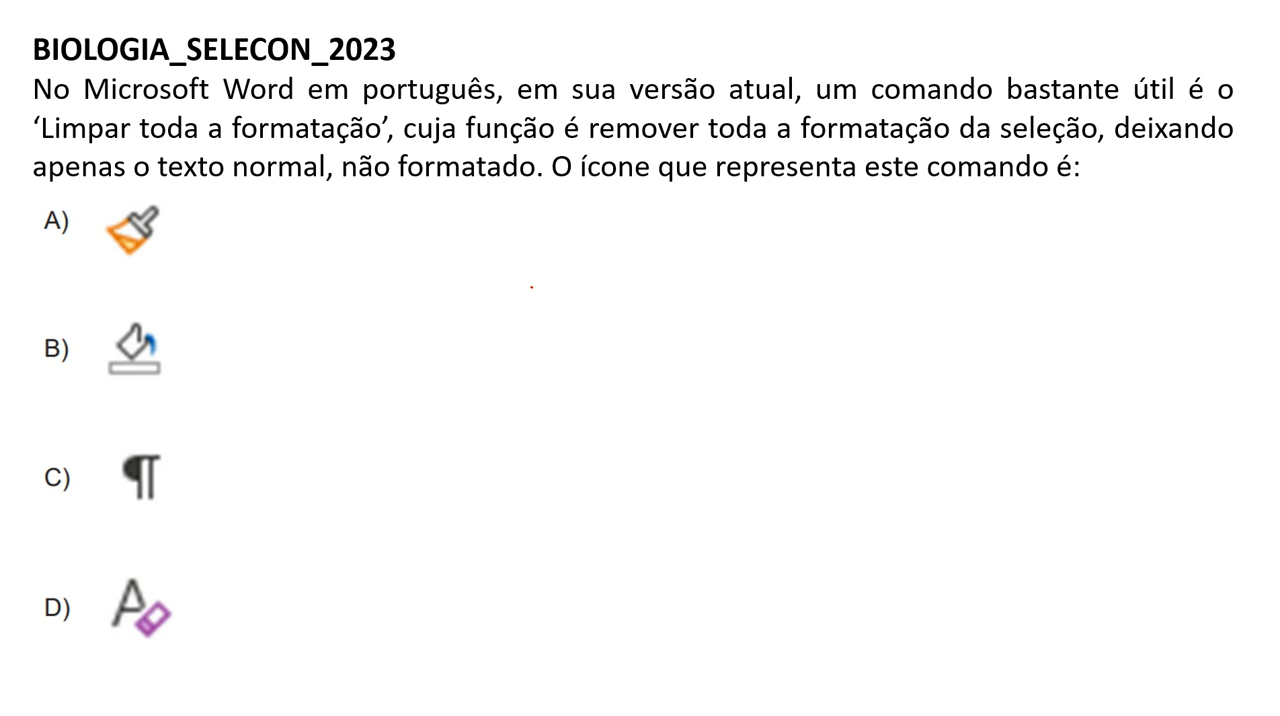 BIOLOGIA_SELECON_2023
No Microsoft Word em português, em sua versão atual, um comando bastante útil é o
‘Limpar toda a formatação’, cuja função é remover toda a formatação da seleção, deixando
apenas o texto normal, não formatado. O ícone que representa este comando é:
A)
B)
C) ¶
D) A